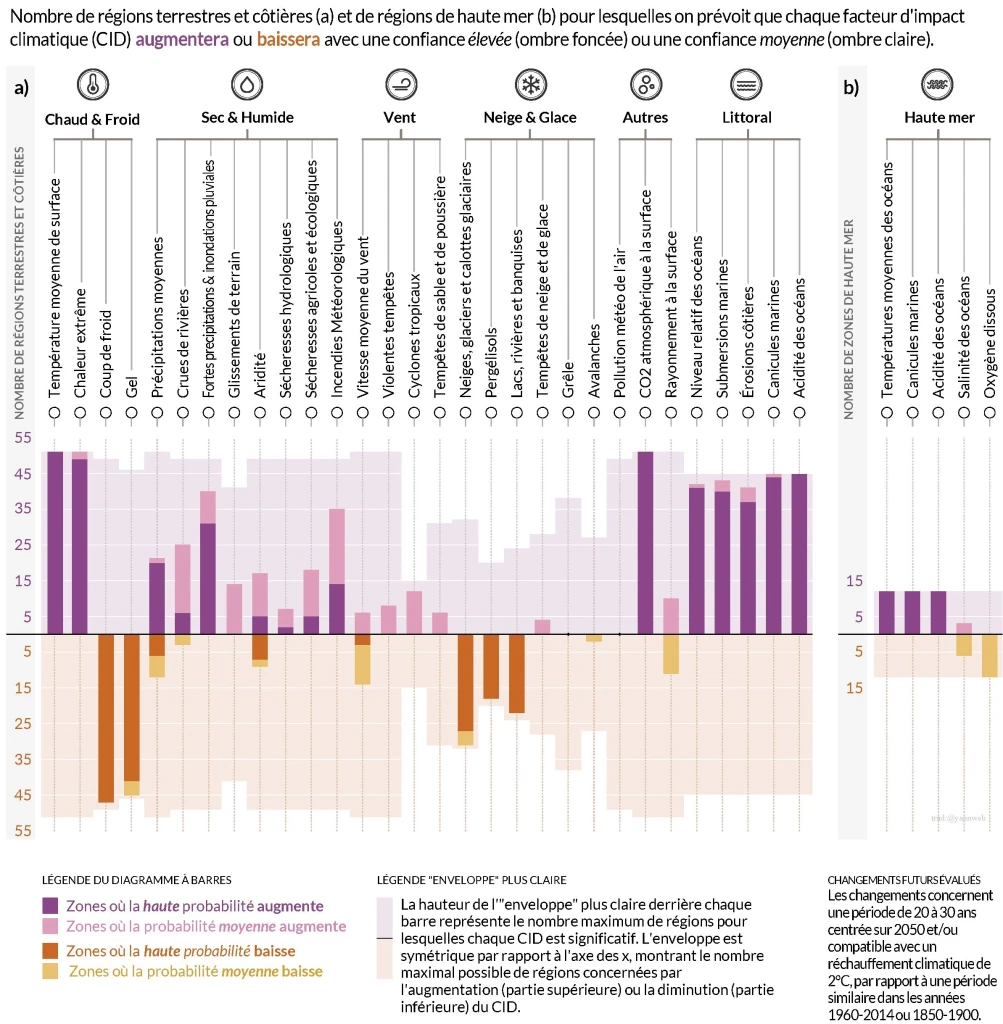 Nombre de régions terrestres et côtières (a) et de régions de haute mer (b) pour lesquelles on prévoit que chaque facteur d'impact
climatique (CID) augmentera ou baissera avec une confiance élevée (ombre foncée) ou une confiance moyenne (ombre claire).
a)
b)
Chaud & Froid
Sec & Humide
Vent
Neige & Glace
Autres
Littoral
Haute mer
NOMBRE DE RÉGIONS TERRESTRES ET CÔTIÈRES
Température moyenne de surface
Chaleur extrême
Coup de froid
Gel
Précipitations moyennes
Crues de rivières
Fortes precipitations & inondations pluviales
Glissements de terrain
Aridité
Sécheresses hydrologiques
Sécheresses agricoles et écologiques
Incendies Météorologiques
Vitesse moyenne du vent
Violentes tempêtes
Cyclones tropicaux
Tempêtes de sable et de poussière
Neiges, glaciers et calottes glaciaires
Pergélisols
Lacs, rivières et banquises
Tempêtes de neige et de glace
Grêle
Avalanches
Pollution météo de l'air
CO2 atmosphérique à la surface
Rayonnement à la surface
Niveau relatif des océans
Submersions marines
Érosions côtières
Canicules marines
Acidité des océans
NOMBRE DE ZONES DE HAUTE MER
Températures moyennes des océans
Canicules marines
Acidité des océans
Salinité des océans
Oxygène dissous
55
45
35
25
15
5
5
15
25
35
45
55
15
5
5
15
trad:@yannweb
LÉGENDE DU DIAGRAMME À BARRES
Zones où la haute probabilité augmente
Zones où la probabilité moyenne augmente
Zones où la haute probabilité baisse
Zones où la probabilité moyenne baisse
LÉGENDE "ENVELOPPE" PLUS CLAIRE
La hauteur de l'"enveloppe" plus claire derrière chaque
barre représente le nombre maximum de régions pour
lesquelles chaque CID est significatif. L'enveloppe est
symétrique par rapport à l'axe des x, montrant le nombre
maximal possible de régions concernées par
l'augmentation (partie supérieure) ou la diminution (partie
inférieure) du CID.
CHANGEMENTS FUTURS ÉVALUÉS
Les changements concernent
une période de 20 à 30 ans
centrée sur 2050 et/ou
compatible avec un
réchauffement climatique de
2°C, par rapport à une période
similaire dans les années
1960-2014 ou 1850-1900.